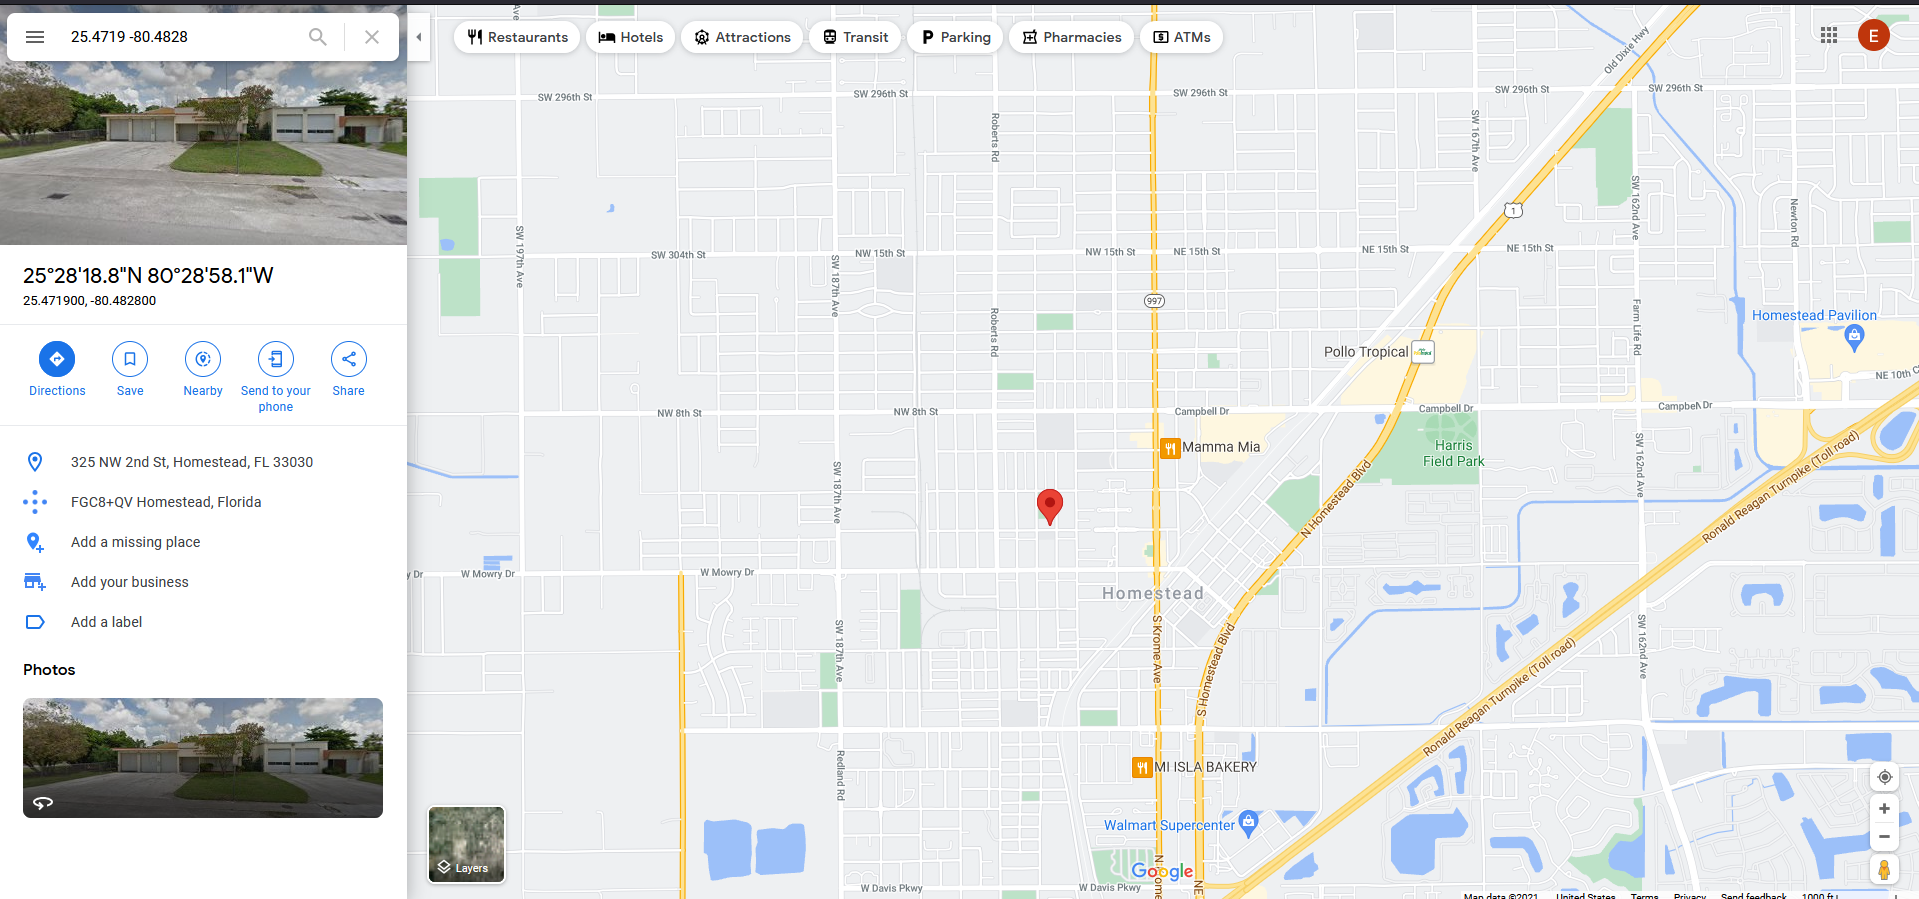 25.4719 -80.4828
Restaurants
Hotels
Attractions
Transit
Parking
Pharmacies
ATMs
E
25°28'18.8"N 80°28'58.1"W
25.471900, -80.482800
Directions
Save
Nearby
Send to your
phone
Share
325 NW 2nd St, Homestead, FL 33030
FGC8+QV Homestead, Florida
Add a missing place
Add your business
Add a label
Photos
Layers
SW 296th St
SW 296th St
SW 296th St
SW 296th St
SW 296th St
Old Dixie Hwy
Roberts Rd
SW 167th Ave
SW 162nd Ave
Newton Rd
1
SW 197th Ave
SW 304th St
NW 15th St
NW 15th St
NE 15th St
NE 15th St
NE 15th St
SW 187th Ave
997
Roberts Rd
Farm Life Rd
Homestead Pavilion
Pollo Tropical
NE 10th C
NW 8th St
NW 8th St
Campbell Dr
Campbell Dr
Campbell Dr
Mamma Mia
Harris
Field Park
SW 187th Ave
N Homestead Blvd
SW 162nd Ave
Ronald Reagan Turnpike (Toll road)
y Dr
W Mowry Dr
W Mowry Dr
Homestead
SW 187th Ave
S Krome Ave
S Homestead Blvd
SW 162nd Ave
Ronald Reagan Turnpike (Toll road)
Redland Rd
MI ISLA BAKERY
Walmart Supercenter
Google
W Davis Pkwy
W Davis Pkwy
Map data ©2021
United States
Terms
Privacy
Send feedback
1000 ft